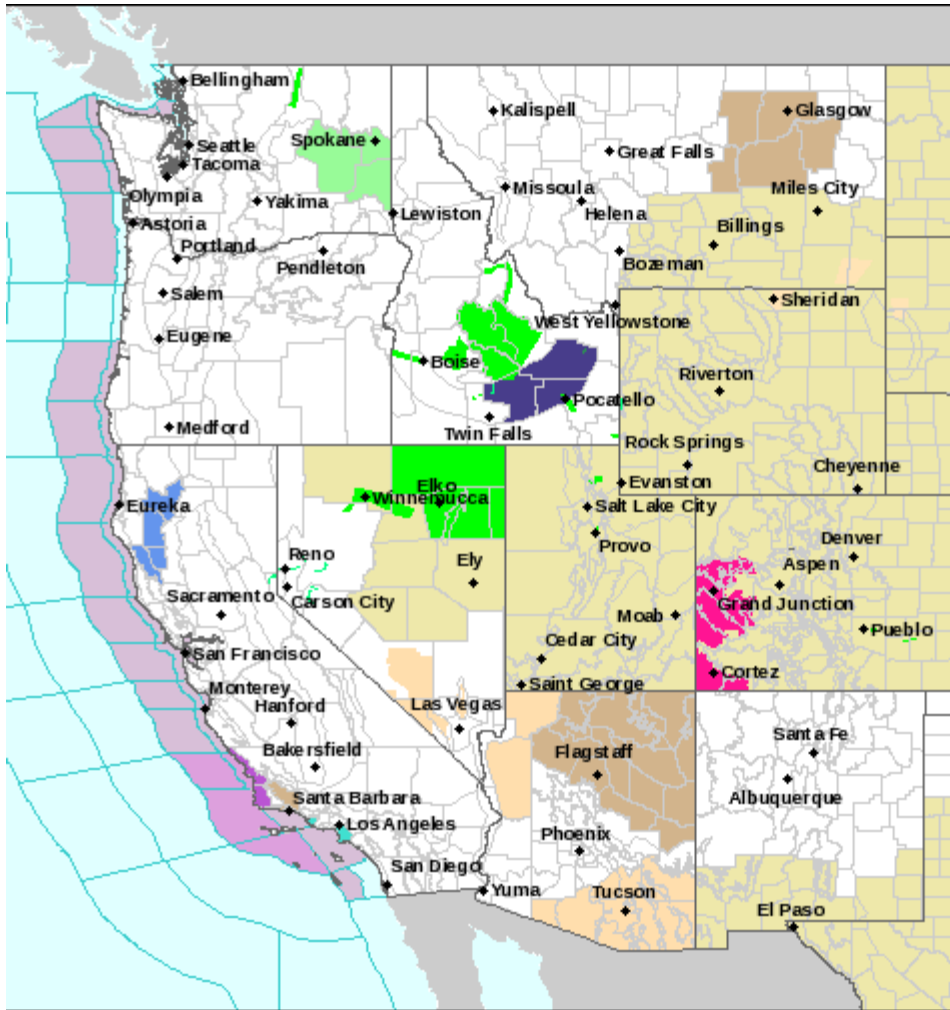 Bellingham
Kalispell
Glasgow
Spokane
Seattle
Great Falls
Tacoma
Miles City
Missoula
Olympia
Yakima
Helena
Lewiston
Astoria
Billings
Portland
Bozeman
Pendleton
Salem
Sheridan
West Yellowstone
Eugene
Boise
Riverton
Pocatello
Medford
Twin Falls
Rock Springs
Cheyenne
Evanston
Elko
Winnemucca
Eureka
Salt Lake City
Denver
Provo
Reno
Ely
Aspen
Sacramento
Carson City
Grand Junction
Moab
Pueblo
Cedar City
San Francisco
Cortez
Saint George
Monterey
Las Vegas
Hanford
Santa Fe
Bakersfield
Flagstaff
Santa Barbara
Albuquerque
Los Angeles
Phoenix
San Diego
Yuma
Tucson
El Paso